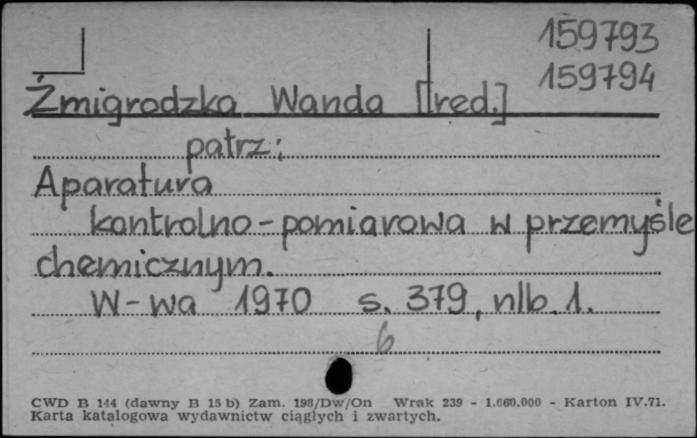 159793
159794
Żmigrodzka Wanda [red.]
patrz:
Aparatura
kontrolno-pomiarowa w przemyśle
chemicznym.
W-wa 1970 s. 379, nlb. 1.
6
CWD B 144 (dawny B 15 b) Zam. 198/Dw/On Wrak 239 - 1.660.000 - Karton IV.71.
Karta katalogowa wydawnictw ciągłych i zwartych.